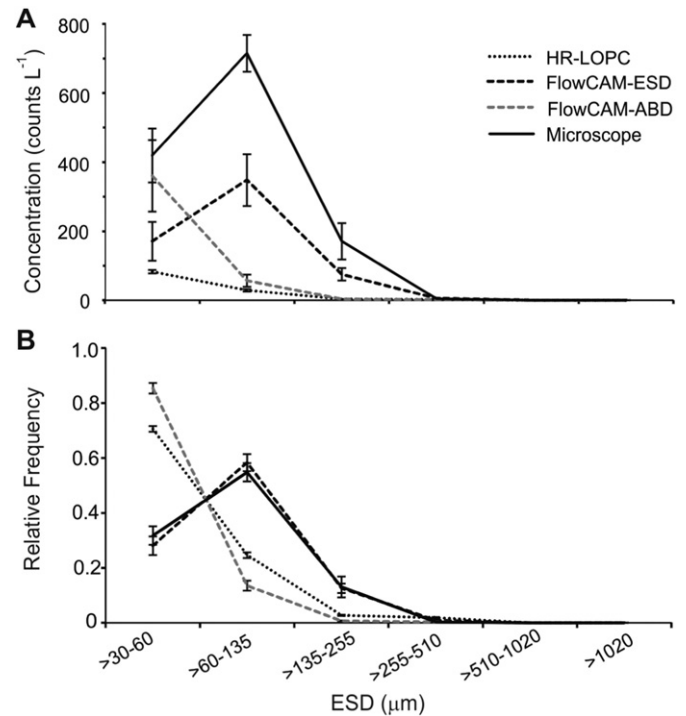 A
800
600
400
200
0
Concentration (counts L⁻¹)
HR-LOPC
FlowCAM-ESD
FlowCAM-ABD
Microscope
B
1.0
0.8
0.6
0.4
0.2
0
Relative Frequency
>30-60
>60-135
>135-255
>255-510
>510-1020
>1020
ESD (μm)